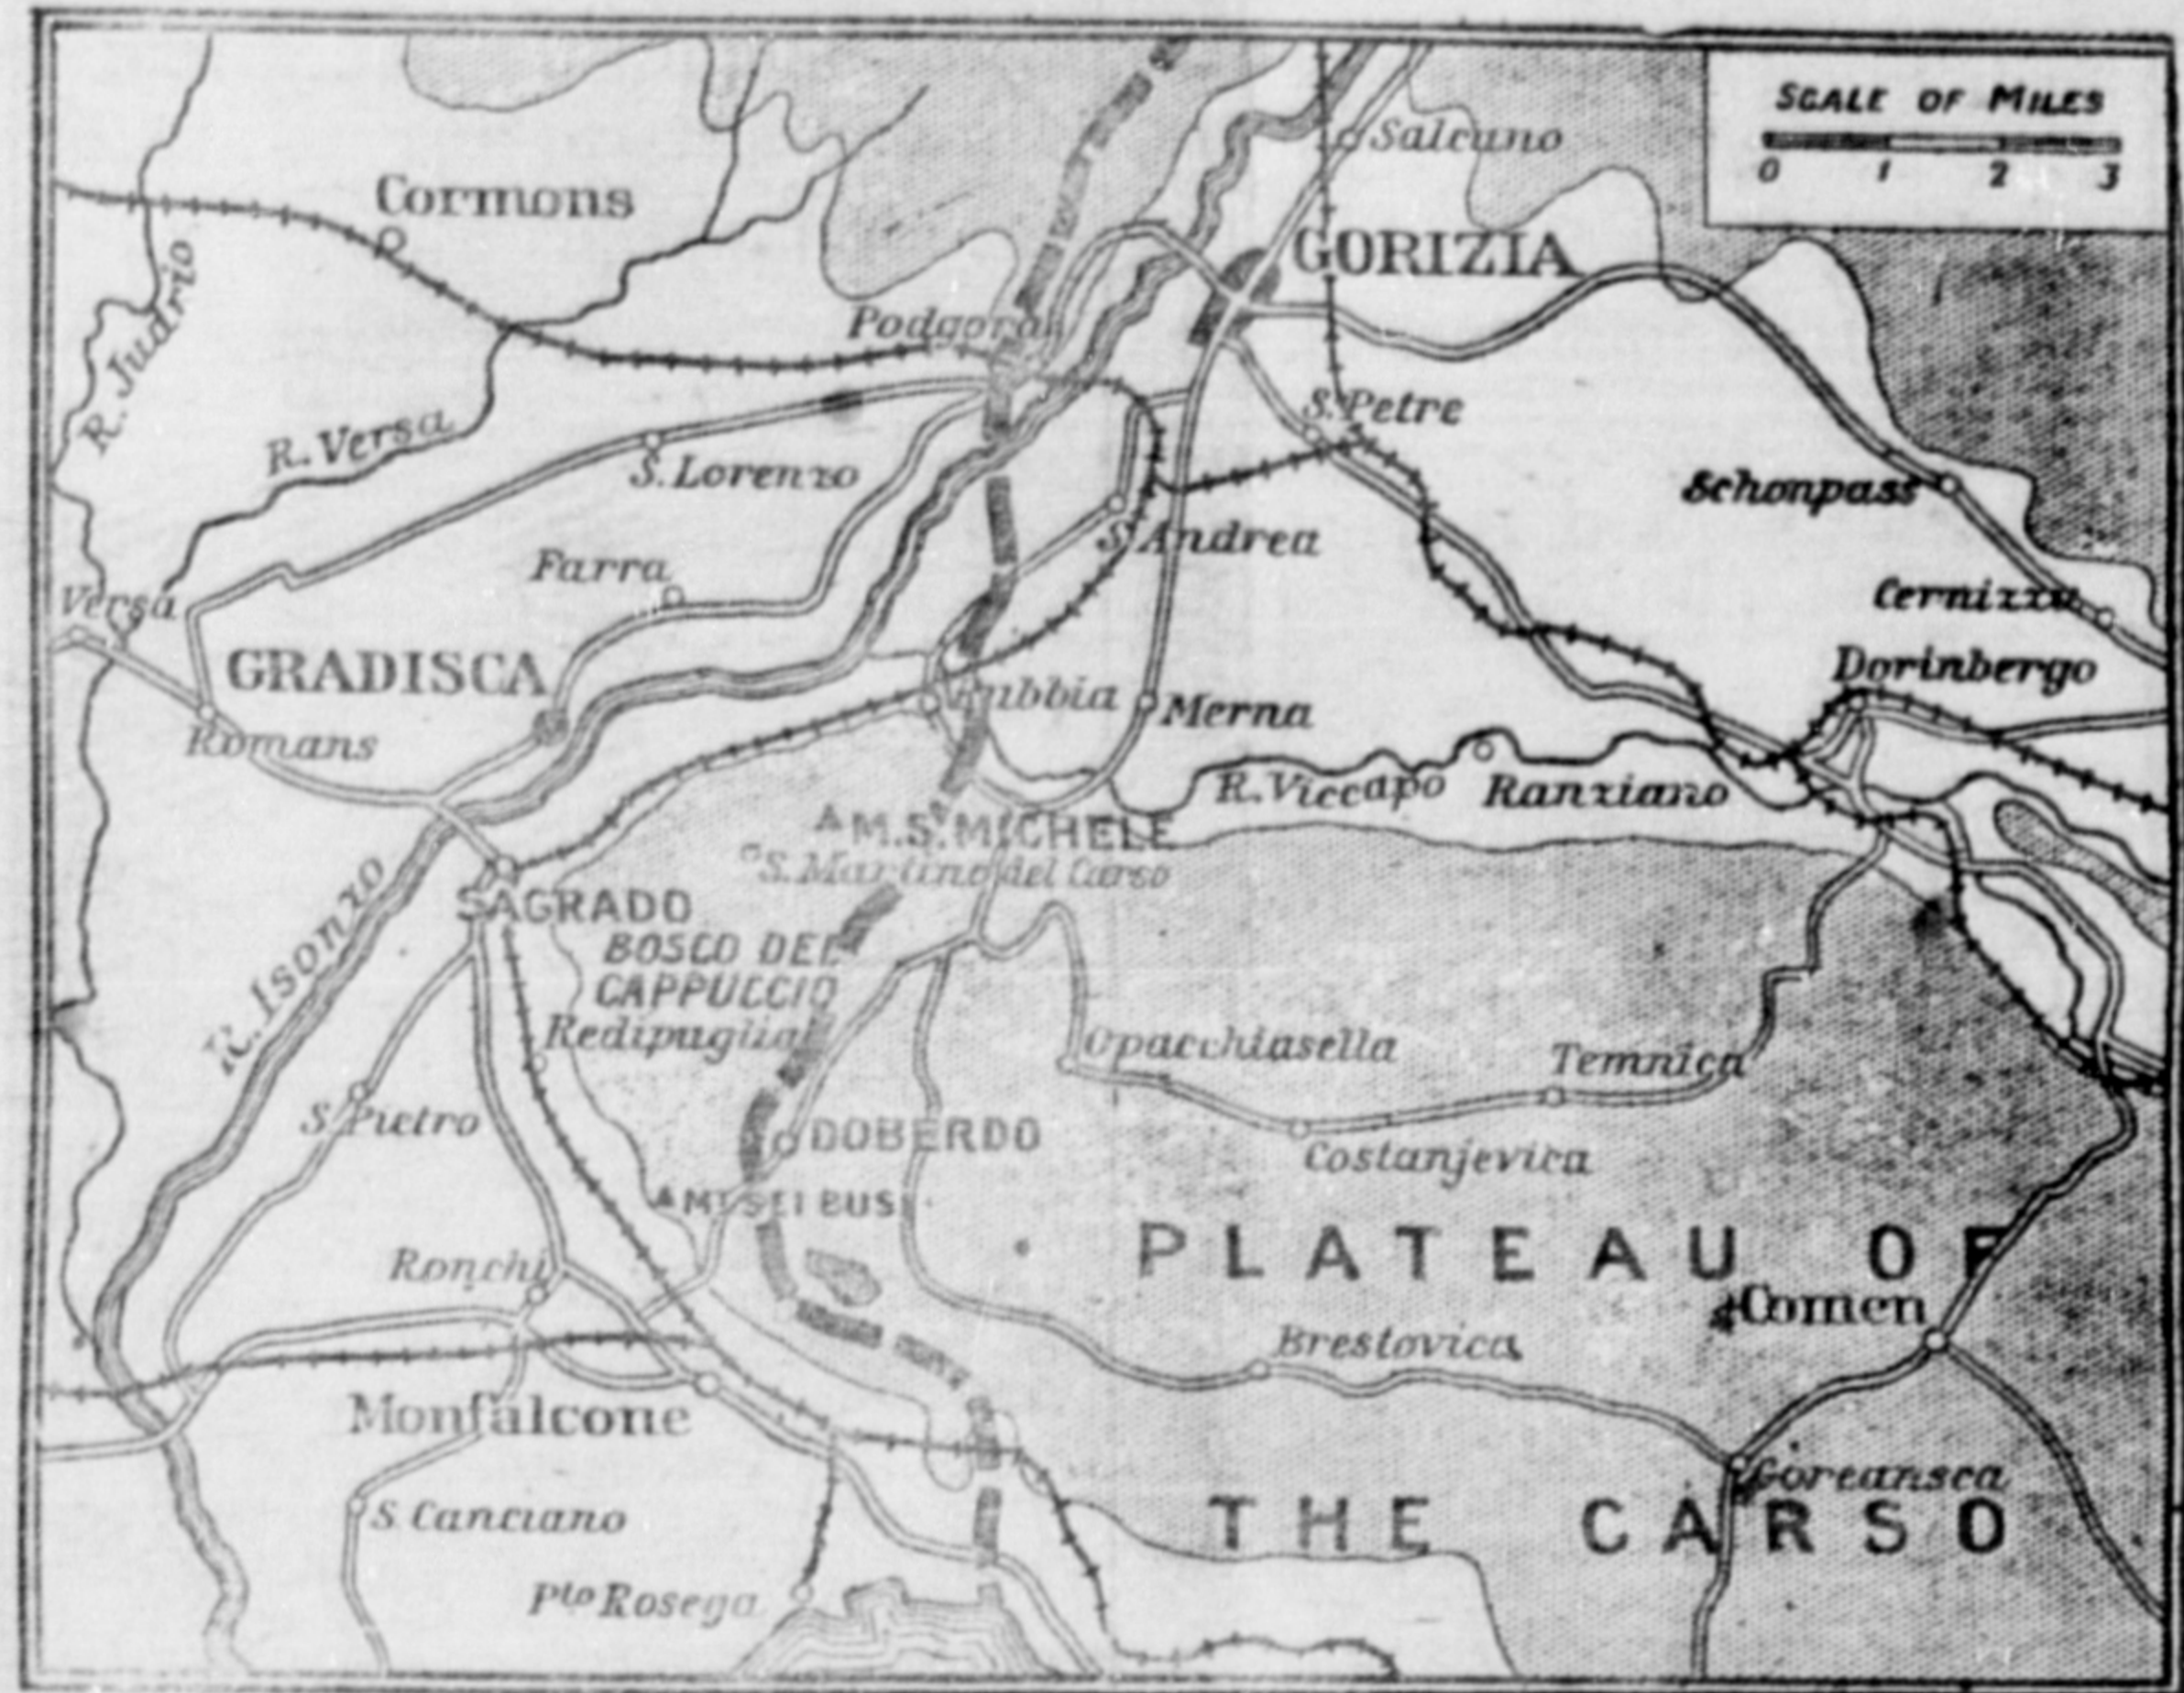 SCALE OF MILES
0 1 2 3
Salcano
Cormons
GORIZIA
R. Judrio
Podgora
S. Petre
R. Versa
S. Lorenzo
Schonpass
S. Andrea
Farra
Versa
Cernizza
Dorinbergo
GRADISCA
Rubbia
Merna
Romans
R. Viccapo
Ranziano
M. S. MICHELE
S. Martino del Carso
SAGRADO
R. Isonzo
BOSCO DEL
CAPPUCCIO
Redipuglia
Opacchiasella
Temnica
S. Pietro
DOBERDO
Costanjevica
MT SEI BUSI
PLATEAU OF
Ronchi
Comen
Brestovica
Monfalcone
Goreansca
THE CARSO
S. Canciano
Pto Rosega